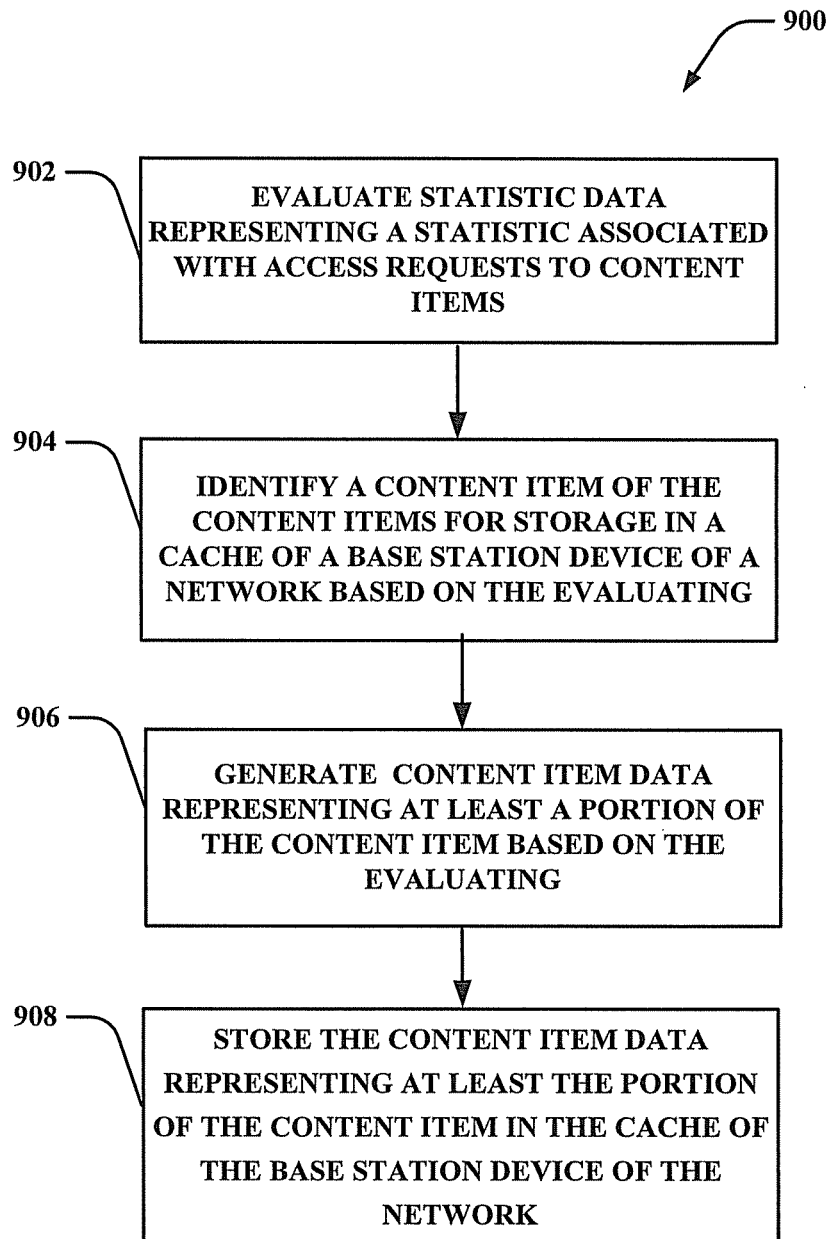 900
902
EVALUATE STATISTIC DATA
REPRESENTING A STATISTIC ASSOCIATED
WITH ACCESS REQUESTS TO CONTENT
ITEMS
904
IDENTIFY A CONTENT ITEM OF THE
CONTENT ITEMS FOR STORAGE IN A
CACHE OF A BASE STATION DEVICE OF A
NETWORK BASED ON THE EVALUATING
906
GENERATE CONTENT ITEM DATA
REPRESENTING AT LEAST A PORTION OF
THE CONTENT ITEM BASED ON THE
EVALUATING
908
STORE THE CONTENT ITEM DATA
REPRESENTING AT LEAST THE PORTION
OF THE CONTENT ITEM IN THE CACHE OF
THE BASE STATION DEVICE OF THE
NETWORK